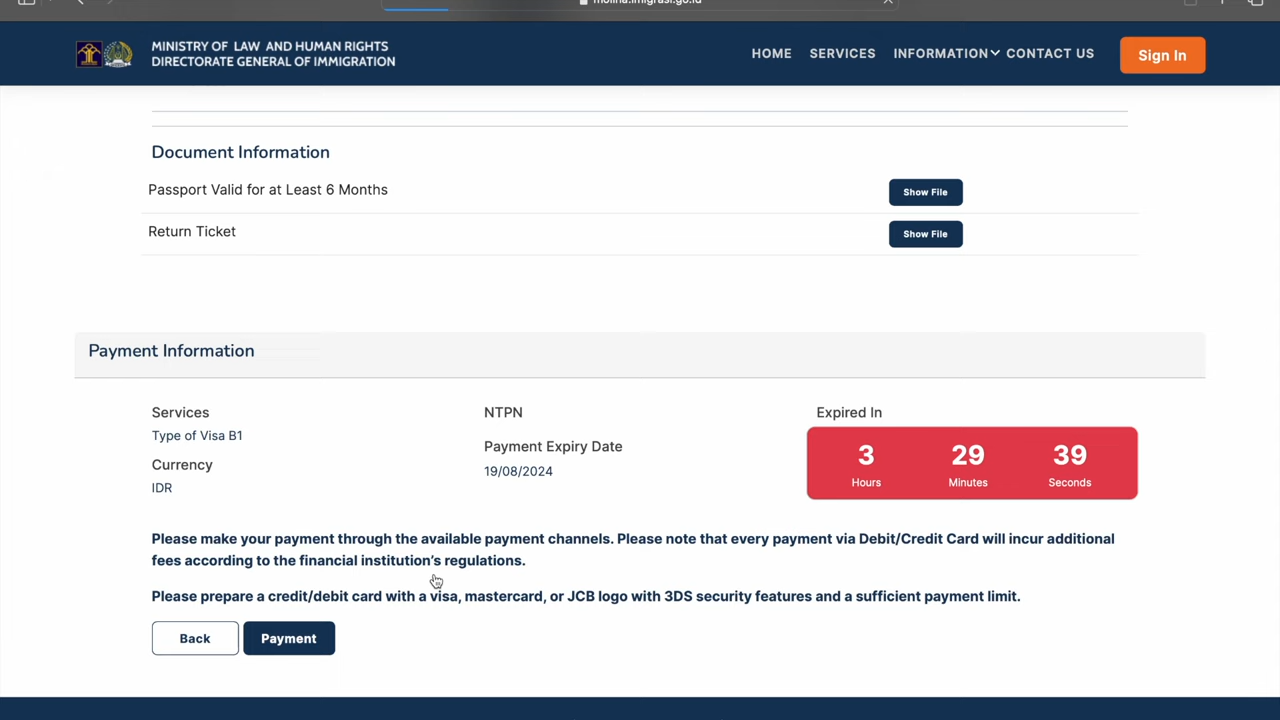 molina.imigrasi.go.id
MINISTRY OF LAW AND HUMAN RIGHTS
DIRECTORATE GENERAL OF IMMIGRATION
HOME
SERVICES
INFORMATION
CONTACT US
Sign In
Document Information
Passport Valid for at Least 6 Months
Show File
Return Ticket
Show File
Payment Information
Services
Type of Visa B1
Currency
IDR
NTPN
Payment Expiry Date
19/08/2024
Expired In
3 29 39
Hours Minutes Seconds
Please make your payment through the available payment channels. Please note that every payment via Debit/Credit Card will incur additional
fees according to the financial institution's regulations.
Please prepare a credit/debit card with a visa, mastercard, or JCB logo with 3DS security features and a sufficient payment limit.
Back
Payment